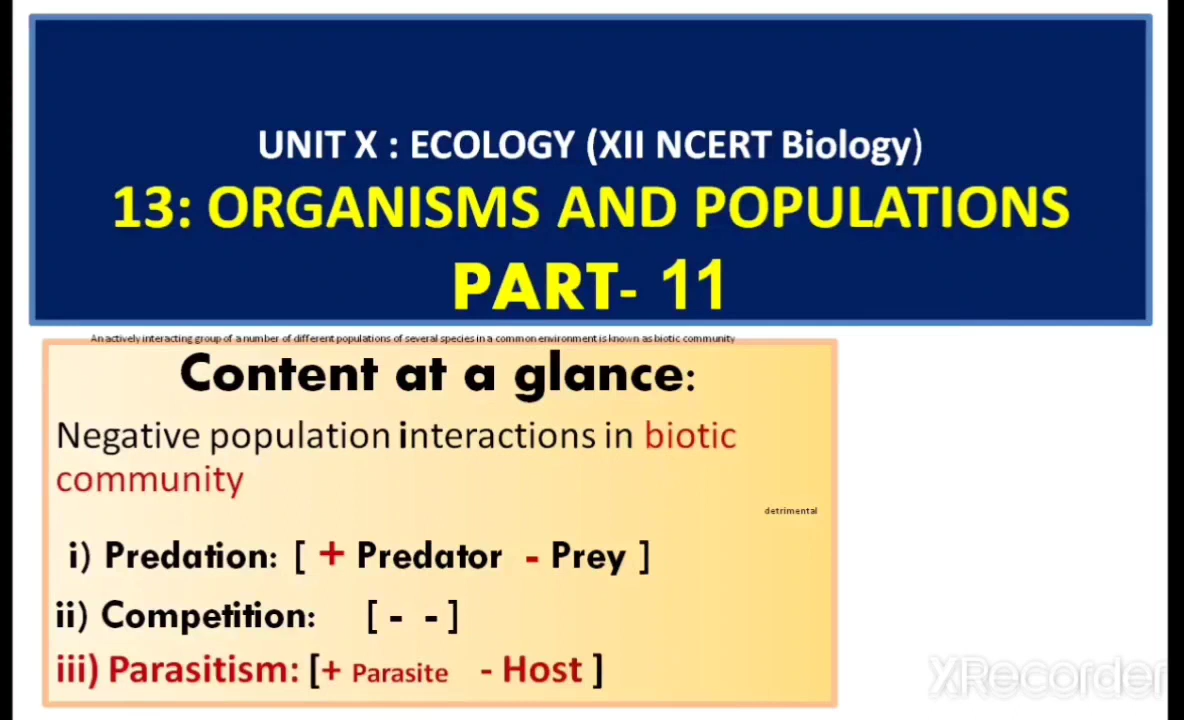 UNIT X : ECOLOGY (XII NCERT Biology)
13: ORGANISMS AND POPULATIONS
PART- 11
An actively interacting group of a number of different populations of several species in a common environment is known as biotic community
Content at a glance:
Negative population interactions in biotic
community
detrimental
i) Predation: [ + Predator - Prey ]
ii) Competition: [ - - ]
iii) Parasitism: [+ Parasite - Host ]
XRecorder